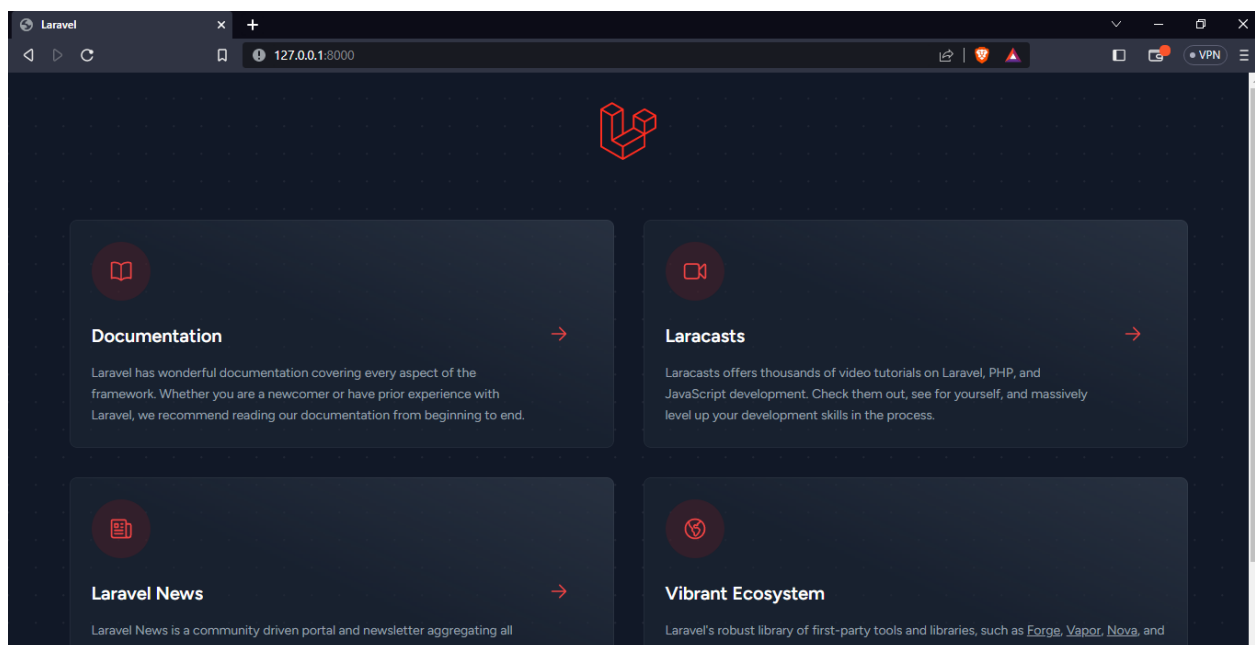 Laravel
127.0.0.1:8000
VPN
Documentation
Laravel has wonderful documentation covering every aspect of the
framework. Whether you are a newcomer or have prior experience with
Laravel, we recommend reading our documentation from beginning to end.
Laracasts
Laracasts offers thousands of video tutorials on Laravel, PHP, and
JavaScript development. Check them out, see for yourself, and massively
level up your development skills in the process.
Laravel News
Laravel News is a community driven portal and newsletter aggregating all
Vibrant Ecosystem
Laravel's robust library of first-party tools and libraries, such as Forge, Vapor, Nova, and